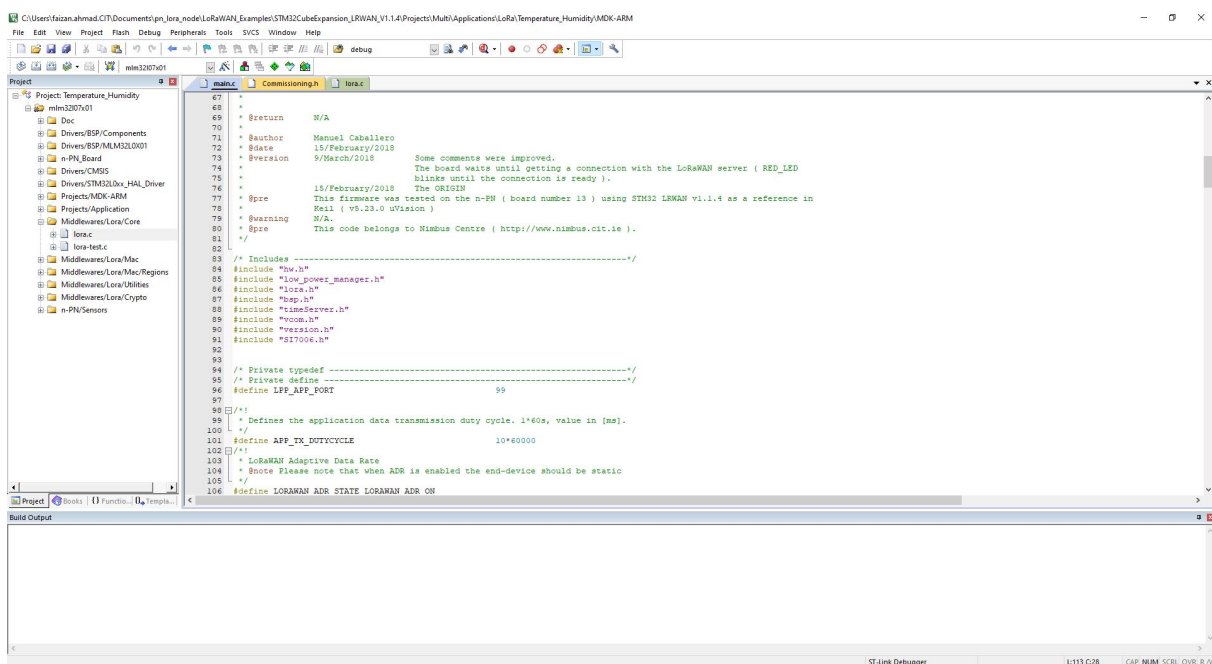 C:\Users\faizan.ahmad.CIT\Documents\pn_lora_node\LoRaWAN_Examples\STM32CubeExpansion_LRWAN_V1.1.4\Projects\Multi\Applications\LoRa\Temperature_Humidity\MDK-ARM
File Edit View Project Flash Debug Peripherals Tools SVCS Window Help
debug
mlm32l07x01
Project
main.c Commissioning.h lora.c
Project: Temperature_Humidity
mlm32l07x01
Doc
Drivers/BSP/Components
Drivers/BSP/MLM32L0X01
n-PN_Board
Drivers/CMSIS
Drivers/STM32L0xx_HAL_Driver
Projects/MDK-ARM
Projects/Application
Middlewares/Lora/Core
lora.c
lora-test.c
Middlewares/Lora/Mac
Middlewares/Lora/Mac/Regions
Middlewares/Lora/Utilities
Middlewares/Lora/Crypto
n-PN/Sensors
67 *
68 *
69 * @return N/A
70 *
71 * @author Manuel Caballero
72 * @date 15/February/2018
73 * @version 9/March/2018 Some comments were improved.
74 * The board waits until getting a connection with the LoRaWAN server ( RED_LED
75 * blinks until the connection is ready ).
76 * 15/February/2018 The ORIGIN
77 * @pre This firmware was tested on the n-PN ( board number 13 ) using STM32 LRWAN v1.1.4 as a reference in
78 * Keil ( v5.23.0 uVision )
79 * @warning N/A.
80 * @pre This code belongs to Nimbus Centre ( http://www.nimbus.cit.ie ).
81 */
82
83 /* Includes ------------------------------------------------------------------*/
84 #include "hw.h"
85 #include "low_power_manager.h"
86 #include "lora.h"
87 #include "bsp.h"
88 #include "timeServer.h"
89 #include "vcom.h"
90 #include "version.h"
91 #include "SI7006.h"
92
93
94 /* Private typedef -----------------------------------------------------------*/
95 /* Private define ------------------------------------------------------------*/
96 #define LPP_APP_PORT 99
97
98 /*!
99 * Defines the application data transmission duty cycle. 1*60s, value in [ms].
100 */
101 #define APP_TX_DUTYCYCLE 10*60000
102 /*!
103 * LoRaWAN Adaptive Data Rate
104 * @note Please note that when ADR is enabled the end-device should be static
105 */
106 #define LORAWAN_ADR_STATE LORAWAN_ADR_ON
Project Books {} Functio... Templa...
Build Output
ST-Link Debugger L:113 C:28 CAP NUM SCRL OVR R